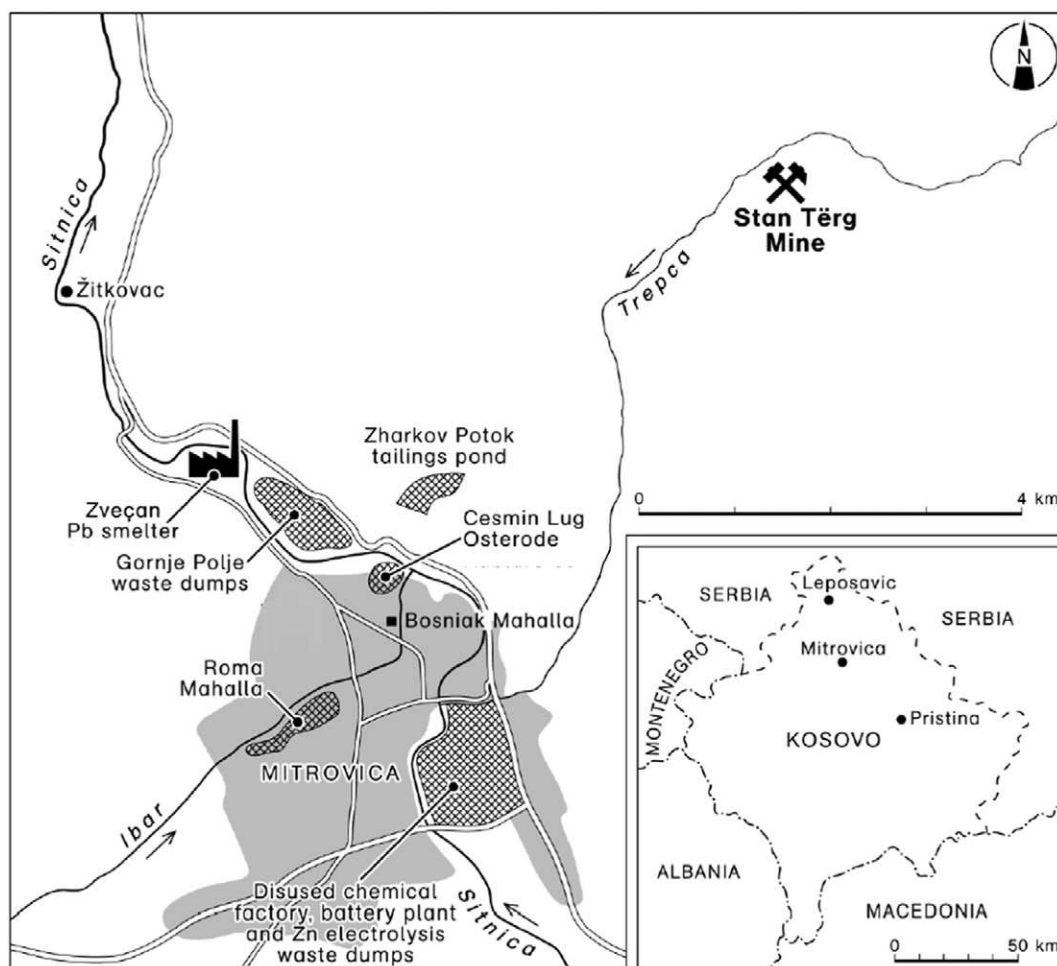 N
Stan Tërg
Mine
Sitnica
Trepca
Žitkovac
Zharkov Potok
tailings pond
0 4 km
Zveçan
Pb smelter
Cesmin Lug
Osterode
Gornje Polje
waste dumps
Bosniak Mahalla
Roma
Mahalla
MITROVICA
Ibar
Disused chemical
factory, battery plant
and Zn electrolysis
waste dumps
Sitnica
Leposavic
SERBIA
SERBIA
Mitrovica
MONTENEGRO
Pristina
KOSOVO
ALBANIA
MACEDONIA
0 50 km